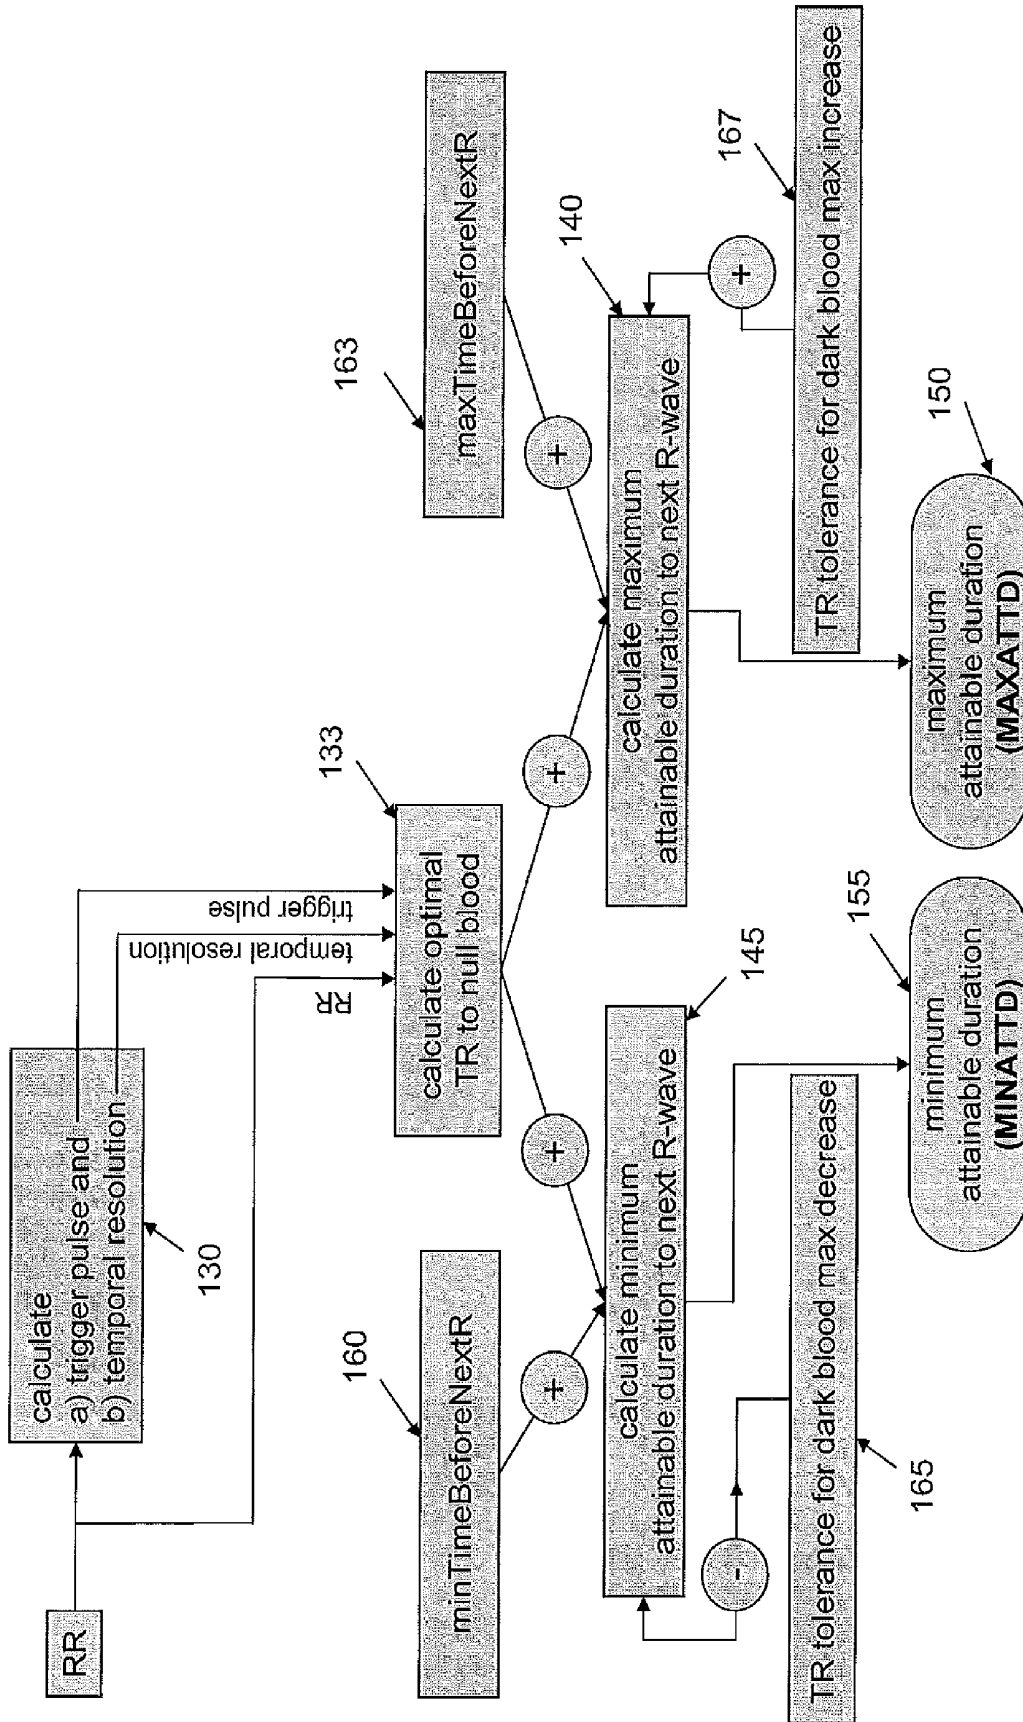 RR
calculate
a) trigger pulse and
b) temporal resolution
130
RR
temporal resolution
trigger pulse
133
calculate optimal
TR to null blood
160
minTimeBeforeNextR
163
maxTimeBeforeNextR
+
+
+
+
calculate minimum
attainable duration to next R-wave
145
calculate maximum
attainable duration to next R-wave
140
-
+
TR tolerance for dark blood max decrease
165
TR tolerance for dark blood max increase
167
minimum
attainable duration
(MINATTD)
155
maximum
attainable duration
(MAXATTD)
150